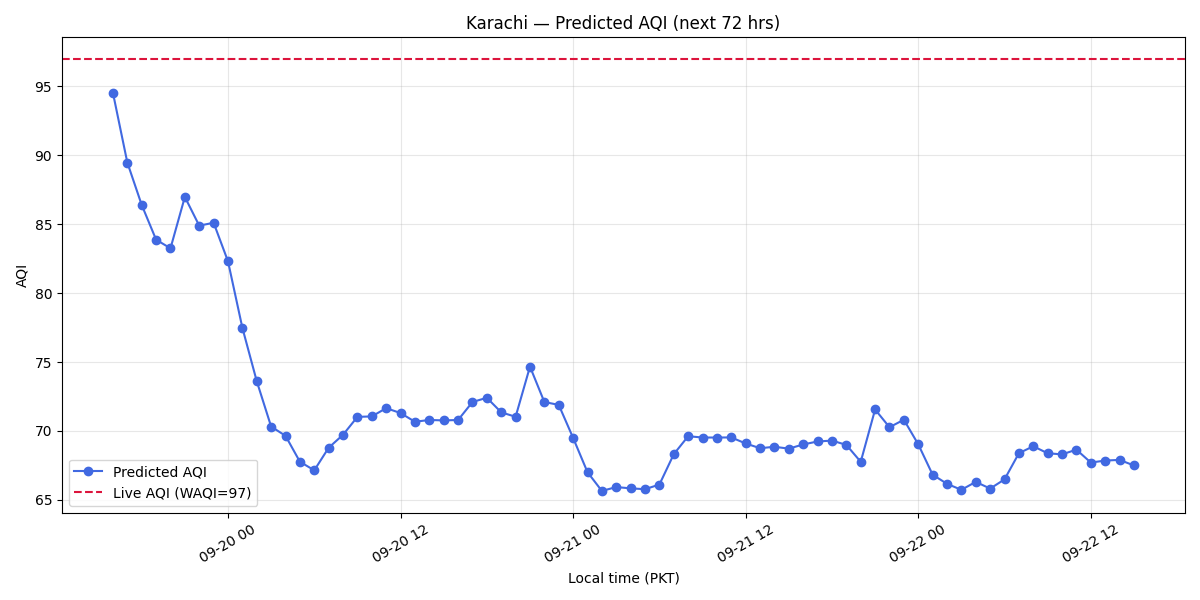 Karachi — Predicted AQI (next 72 hrs)
AQI
95
90
85
80
75
70
65
Predicted AQI
Live AQI (WAQI=97)
09-20 00
09-20 12
09-21 00
09-21 12
09-22 00
09-22 12
Local time (PKT)